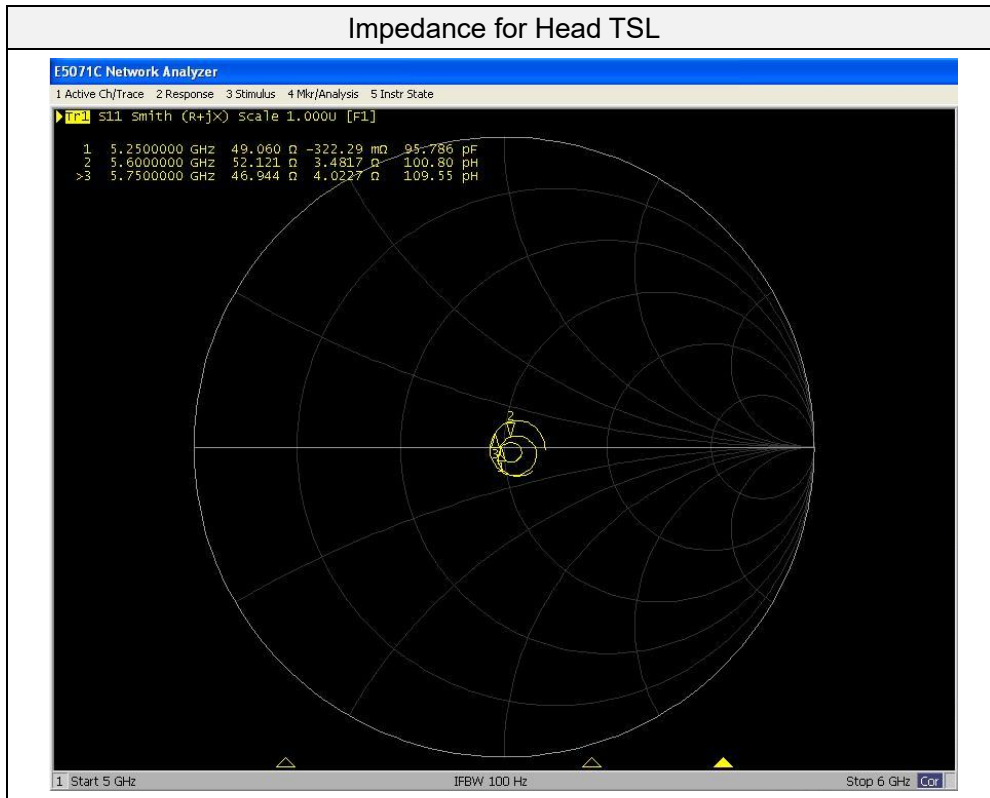 Impedance for Head TSL
E5071C Network Analyzer
1 Active Ch/Trace 2 Response 3 Stimulus 4 Mkr/Analysis 5 Instr State
Tr1 S11 Smith (R+jX) Scale 1.000U [F1]
1 5.2500000 GHz 49.060 Ω -322.29 mΩ 95.786 pF
2 5.6000000 GHz 52.121 Ω 3.4817 Ω 100.80 pH
>3 5.7500000 GHz 46.944 Ω 4.0227 Ω 109.55 pH
2
3
1 Start 5 GHz IFBW 100 Hz Stop 6 GHz Cor